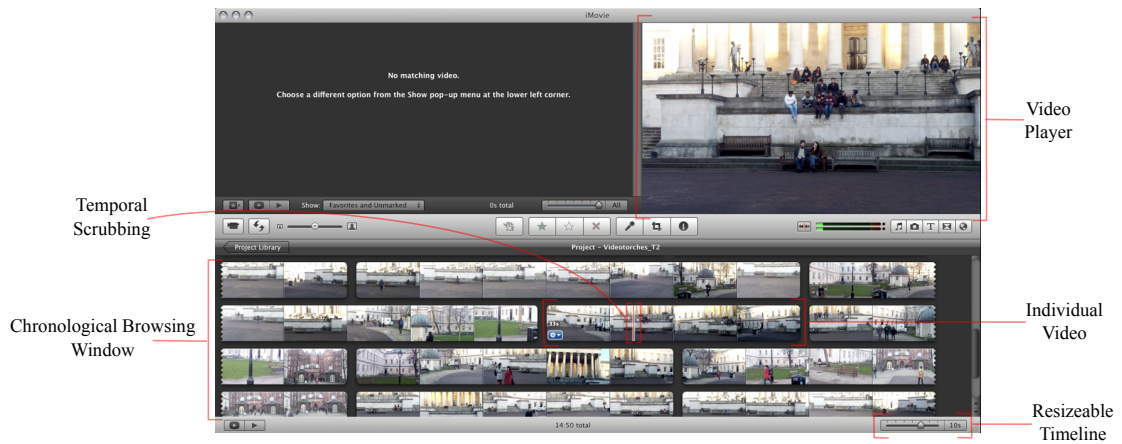 iMovie
No matching video.
Choose a different option from the Show pop-up menu at the lower left corner.
Video
Player
Show: Favorites and Unmarked
0s total
All
Temporal
Scrubbing
T
Project Library
Project - Videotorches_T2
33s
Chronological Browsing
Window
Individual
Video
14:50 total
10s
Resizeable
Timeline